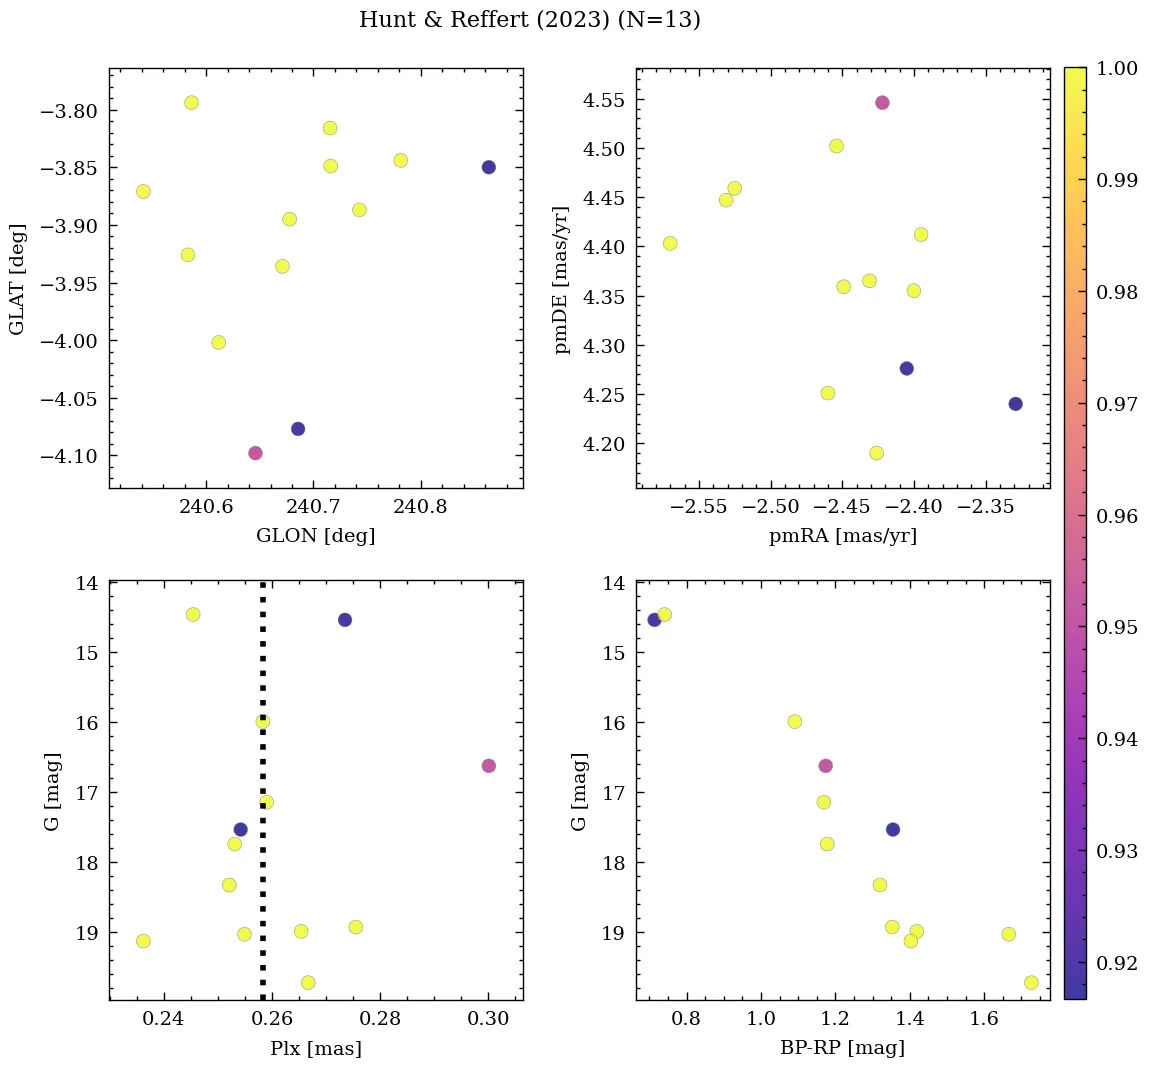 Hunt & Reffert (2023) (N=13)
−3.80
−3.85
−3.90
−3.95
−4.00
−4.05
−4.10
GLAT [deg]
240.6 240.7 240.8
GLON [deg]
4.55
4.50
4.45
4.40
4.35
4.30
4.25
4.20
pmDE [mas/yr]
−2.55 −2.50 −2.45 −2.40 −2.35
pmRA [mas/yr]
14
15
16
17
18
19
G [mag]
0.24 0.26 0.28 0.30
Plx [mas]
14
15
16
17
18
19
G [mag]
0.8 1.0 1.2 1.4 1.6
BP-RP [mag]
1.00
0.99
0.98
0.97
0.96
0.95
0.94
0.93
0.92